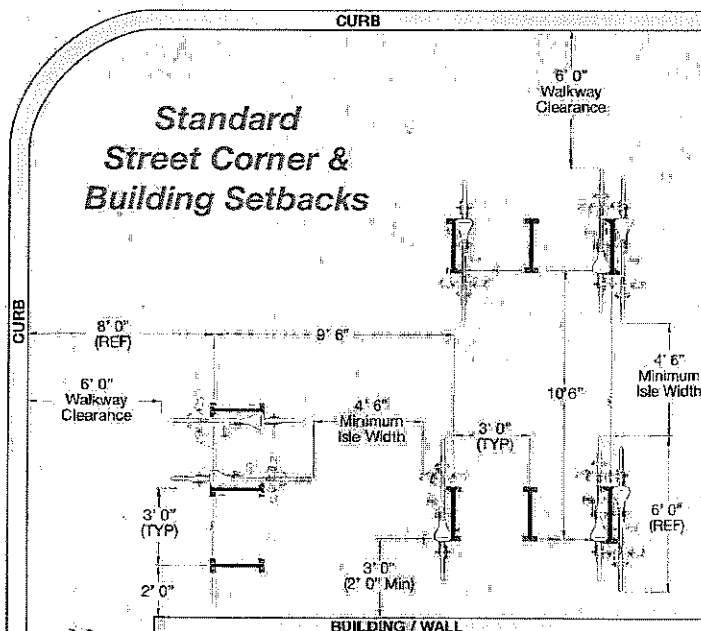 CURB
6' 0"
Walkway
Clearance
Standard
Street Corner &
Building Setbacks
CURB
8' 0"
(REF)
9' 6"
4' 6"
Minimum
Isle Width
6' 0"
Walkway
Clearance
4' 6"
Minimum
Isle Width
10' 6"
3' 0"
(TYP)
3' 0"
(TYP)
6' 0"
(REF)
3' 0"
(2' 0" Min)
2' 0"
BUILDING / WALL